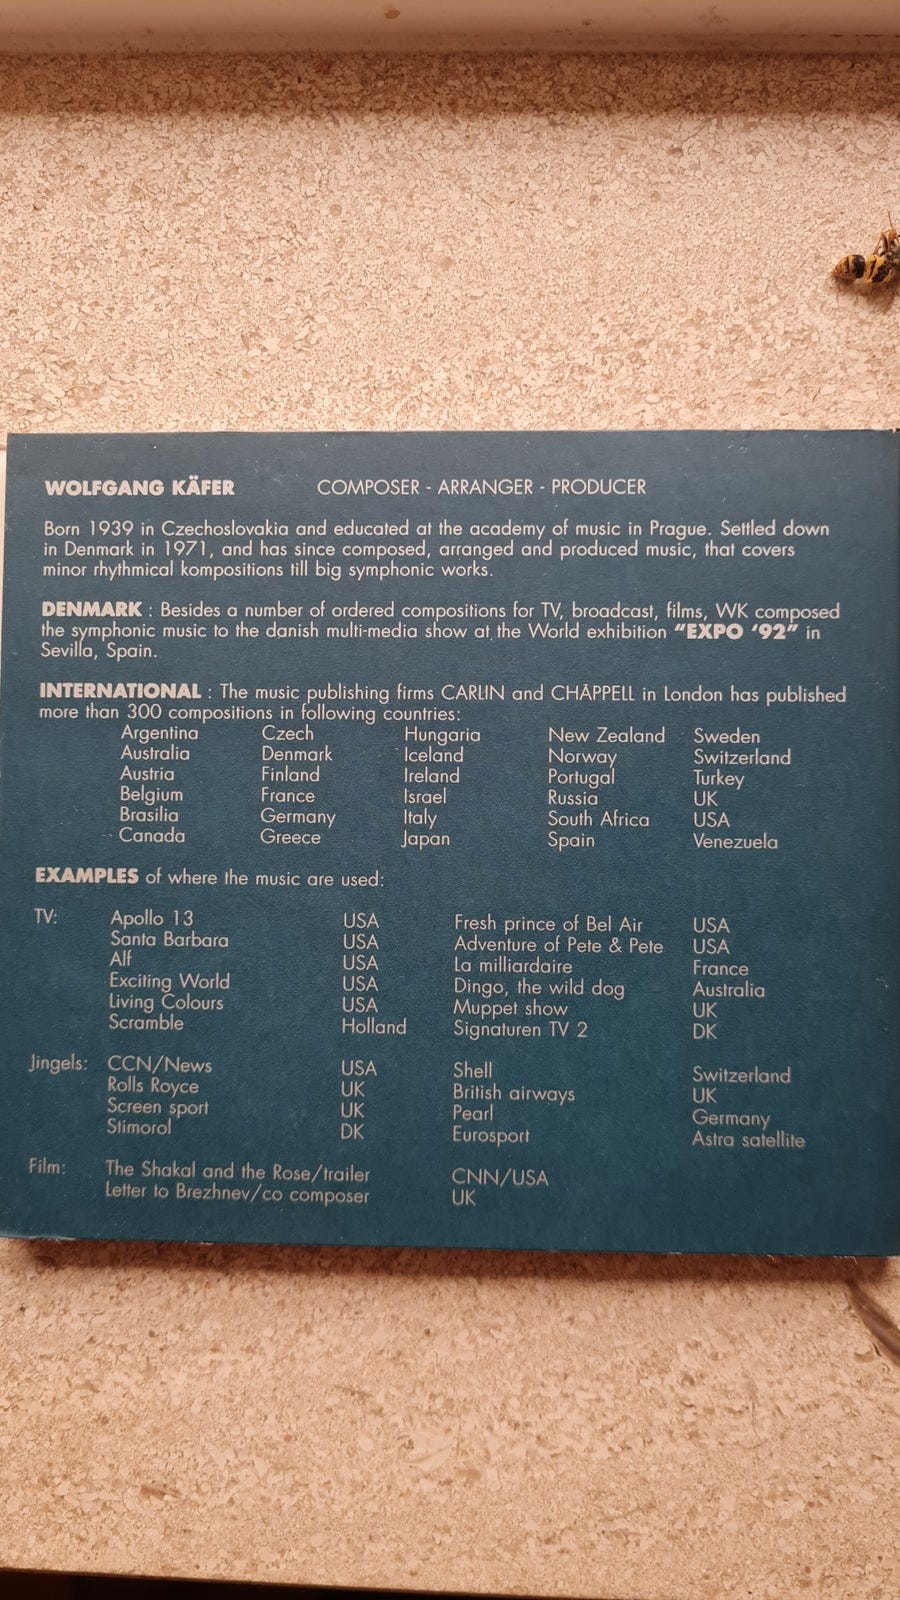 WOLFGANG KÄFER COMPOSER - ARRANGER - PRODUCER
Born 1939 in Czechoslovakia and educated at the academy of music in Prague. Settled down
in Denmark in 1971, and has since composed, arranged and produced music, that covers
minor rhythmical kompositions till big symphonic works.
DENMARK : Besides a number of ordered compositions for TV, broadcast, films, WK composed
the symphonic music to the danish multi-media show at the World exhibition "EXPO '92" in
Sevilla, Spain.
INTERNATIONAL : The music publishing firms CARLIN and CHÄPPELL in London has published
more than 300 compositions in following countries:
Argentina Czech Hungaria New Zealand Sweden
Australia Denmark Iceland Norway Switzerland
Austria Finland Ireland Portugal Turkey
Belgium France Israel Russia UK
Brasilia Germany Italy South Africa USA
Canada Greece Japan Spain Venezuela
EXAMPLES of where the music are used:
TV: Apollo 13 USA Fresh prince of Bel Air USA
Santa Barbara USA Adventure of Pete & Pete USA
Alf USA La milliardaire France
Exciting World USA Dingo, the wild dog Australia
Living Colours USA Muppet show UK
Scramble Holland Signaturen TV 2 DK
Jingels: CCN/News USA Shell Switzerland
Rolls Royce UK British airways UK
Screen sport UK Pearl Germany
Stimorol DK Eurosport Astra satellite
Film: The Shakal and the Rose/trailer CNN/USA
Letter to Brezhnev/co composer UK